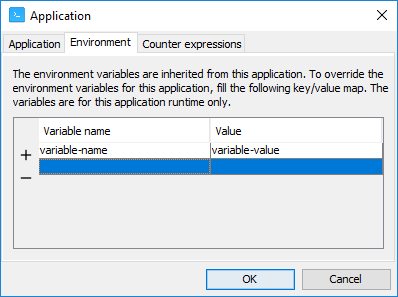 Application
Application Environment Counter expressions
The environment variables are inherited from this application. To override the
environment variables for this application, fill the following key/value map. The
variables are for this application runtime only.
Variable name Value
variable-name variable-value
OK Cancel